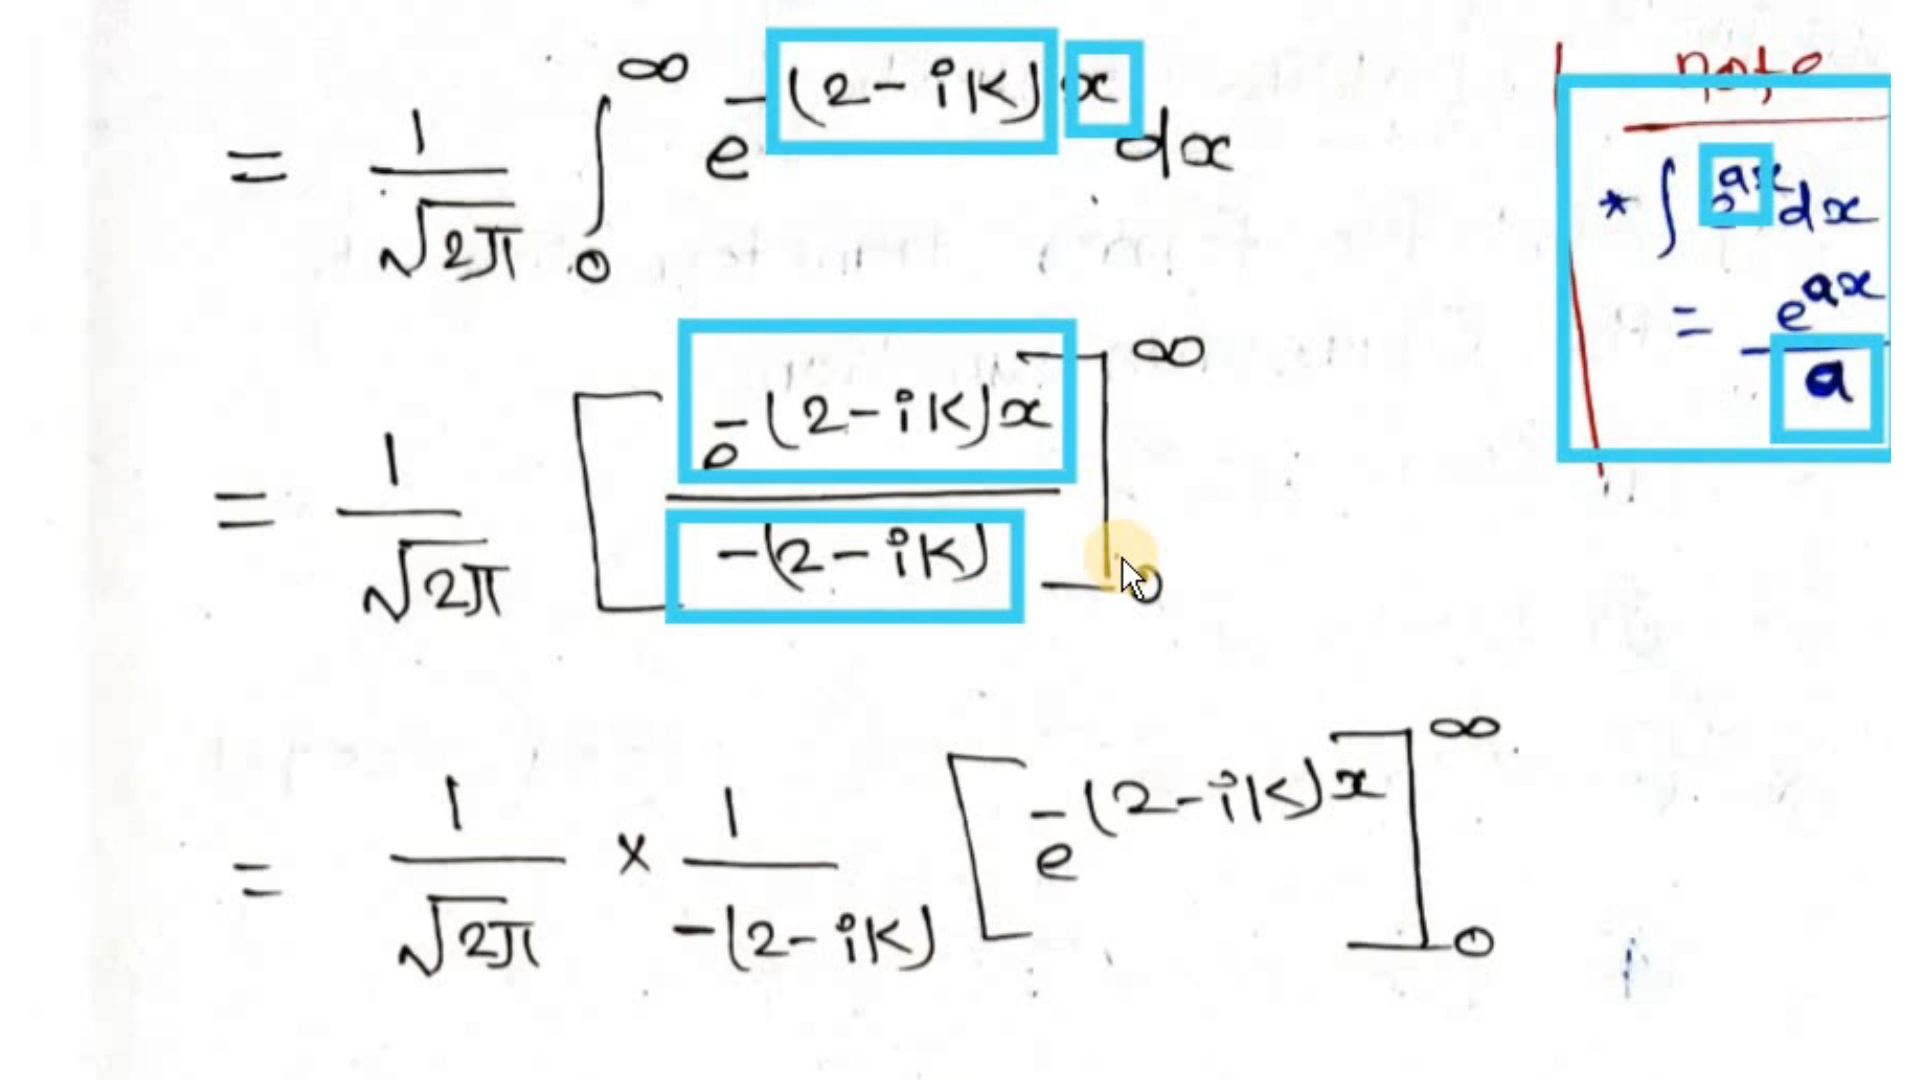 = 1/√2π ∫₀^∞ e^-(2-ik)x dx
= 1/√2π [e^-(2-ik)x / -(2-ik)]₀^∞
= 1/√2π × 1/-(2-ik) [e^-(2-ik)x]₀^∞
note
* ∫ e^ax dx
= e^ax / a